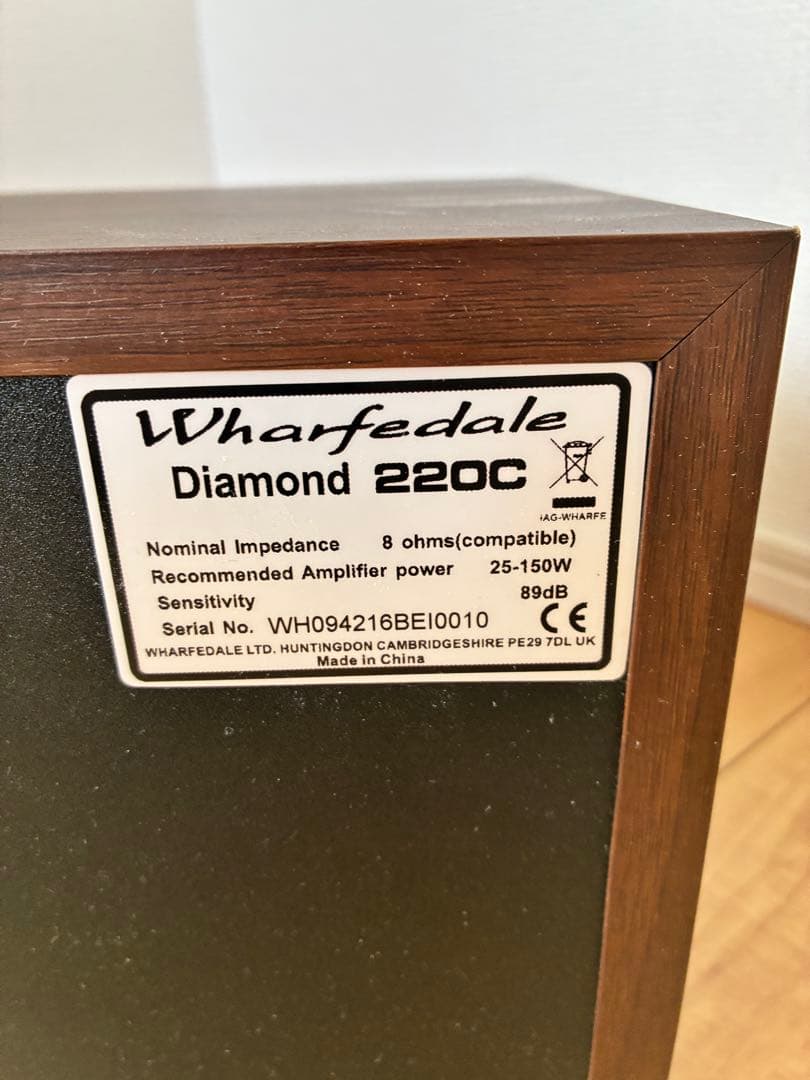 Wharfedale
Diamond 220C
IAG-WHARFE
Nominal Impedance 8 ohms(compatible)
Recommended Amplifier power 25-150W
Sensitivity 89dB
Serial No. WH094216BEI0010 CE
WHARFEDALE LTD. HUNTINGDON CAMBRIDGESHIRE PE29 7DL UK
Made in China